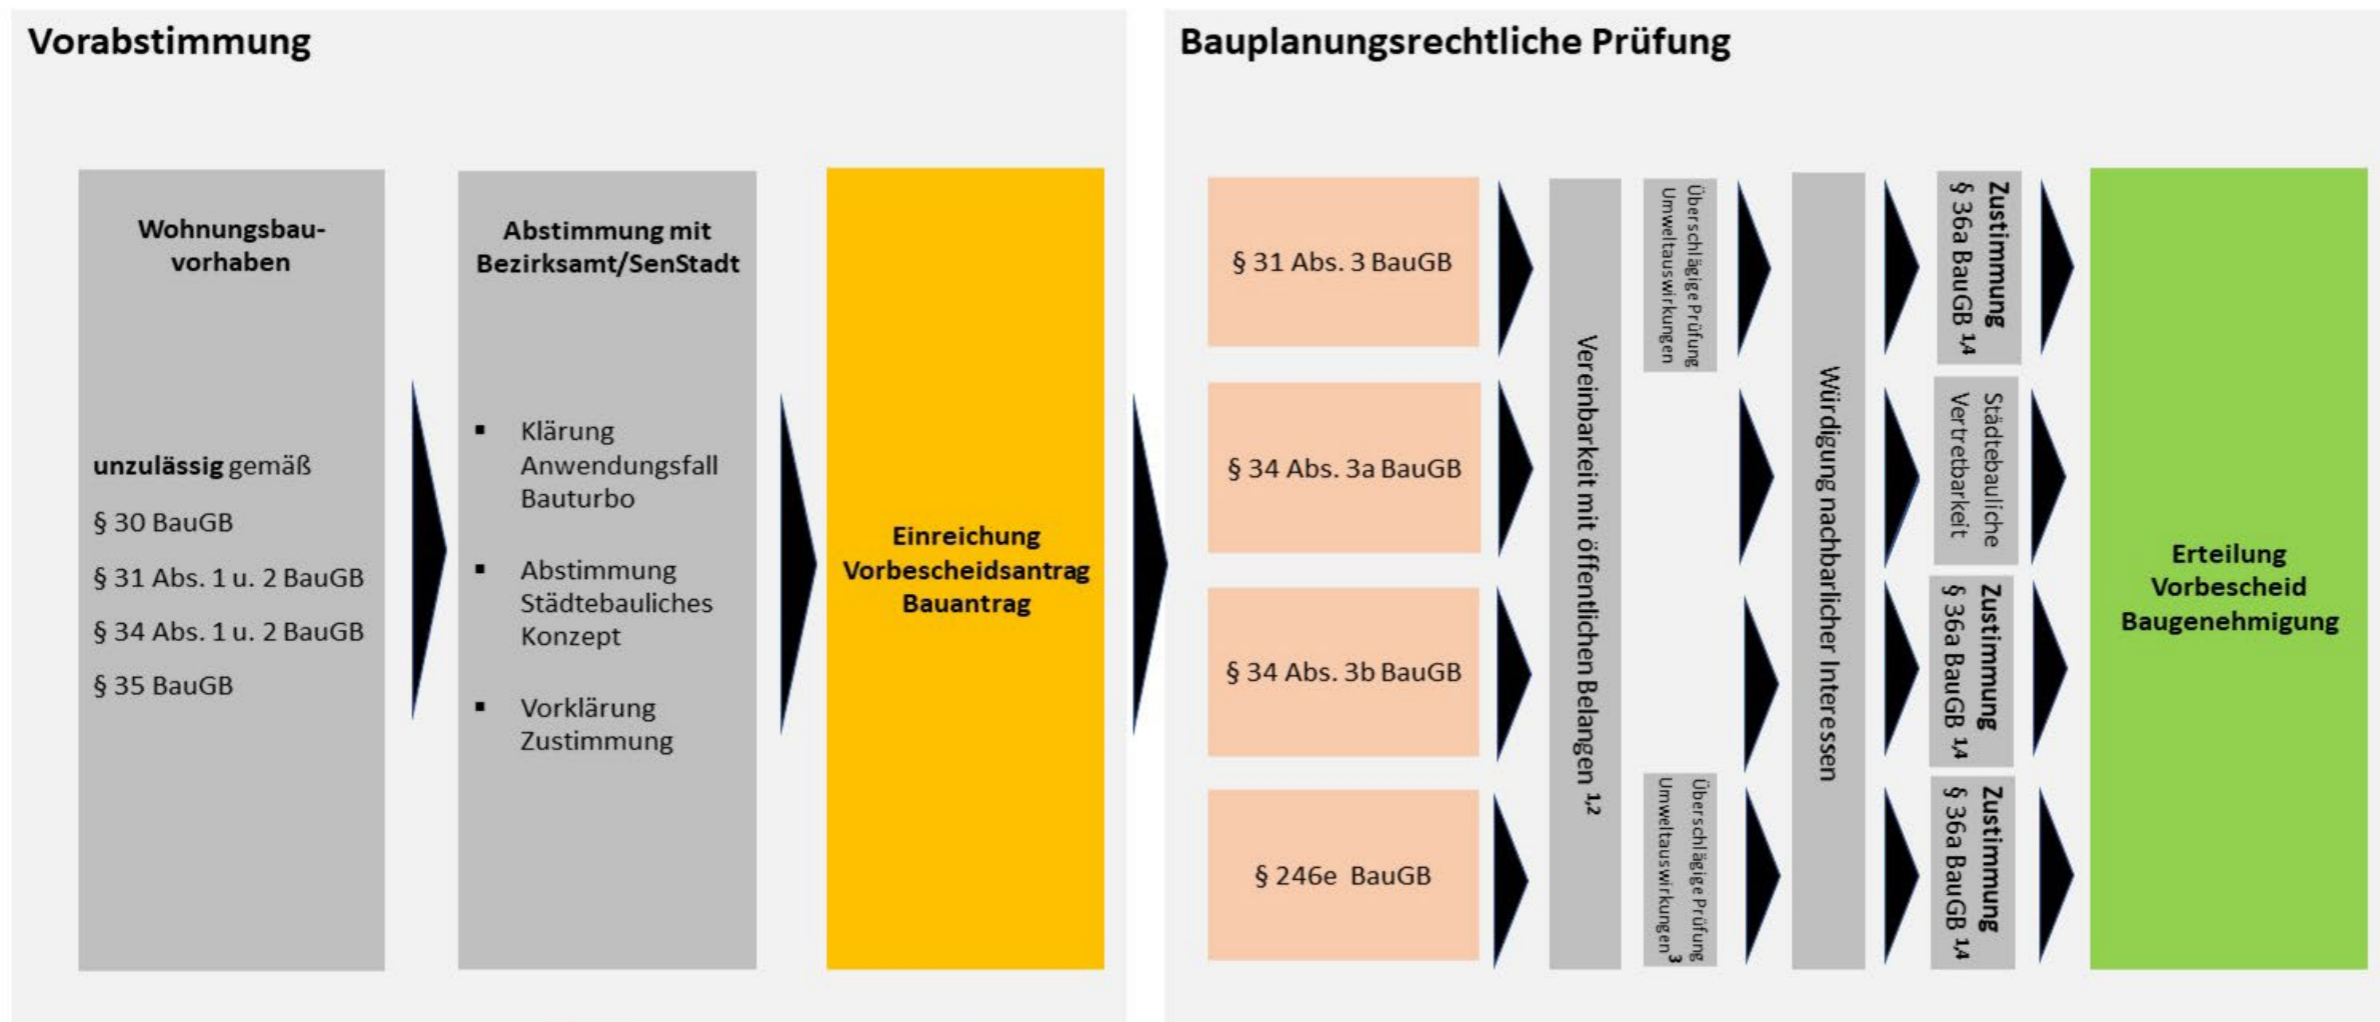 Vorabstimmung
Wohnungsbau-
vorhaben
unzulässig gemäß
§ 30 BauGB
§ 31 Abs. 1 u. 2 BauGB
§ 34 Abs. 1 u. 2 BauGB
§ 35 BauGB
Abstimmung mit
Bezirksamt/SenStadt
▪ Klärung
Anwendungsfall
Bauturbo
▪ Abstimmung
Städtebauliches
Konzept
▪ Vorklärung
Zustimmung
Einreichung
Vorbescheidsantrag
Bauantrag
Bauplanungsrechtliche Prüfung
§ 31 Abs. 3 BauGB
§ 34 Abs. 3a BauGB
§ 34 Abs. 3b BauGB
§ 246e BauGB
Vereinbarkeit mit öffentlichen Belangen 1,2
Überschlägige Prüfung
Umweltauswirkungen
Überschlägige Prüfung
Umweltauswirkungen 3
Würdigung nachbarlicher Interessen
Zustimmung
§ 36a BauGB 1,4
Städtebauliche
Vertretbarkeit
Zustimmung
§ 36a BauGB 1,4
Zustimmung
§ 36a BauGB 1,4
Erteilung
Vorbescheid
Baugenehmigung